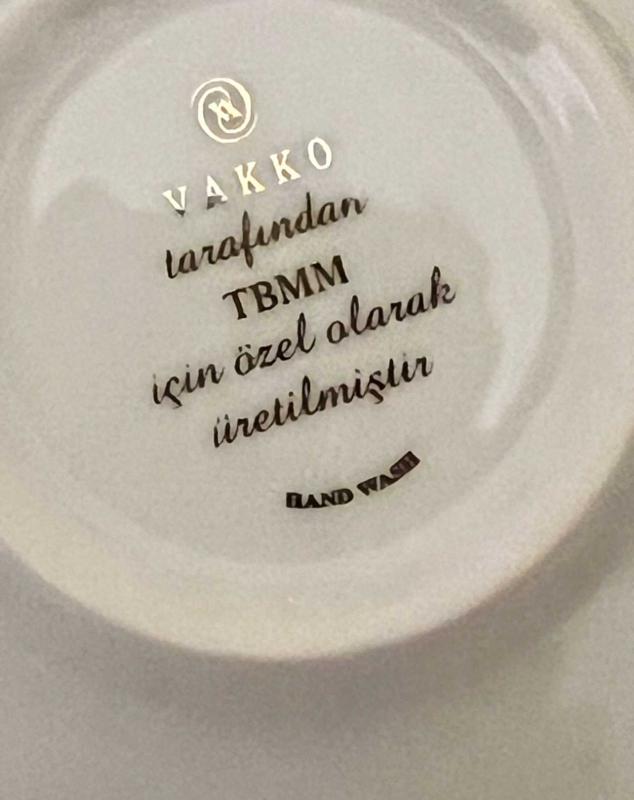 VAKKO
tarafından
TBMM
için özel olarak
üretilmiştir
HAND WASH